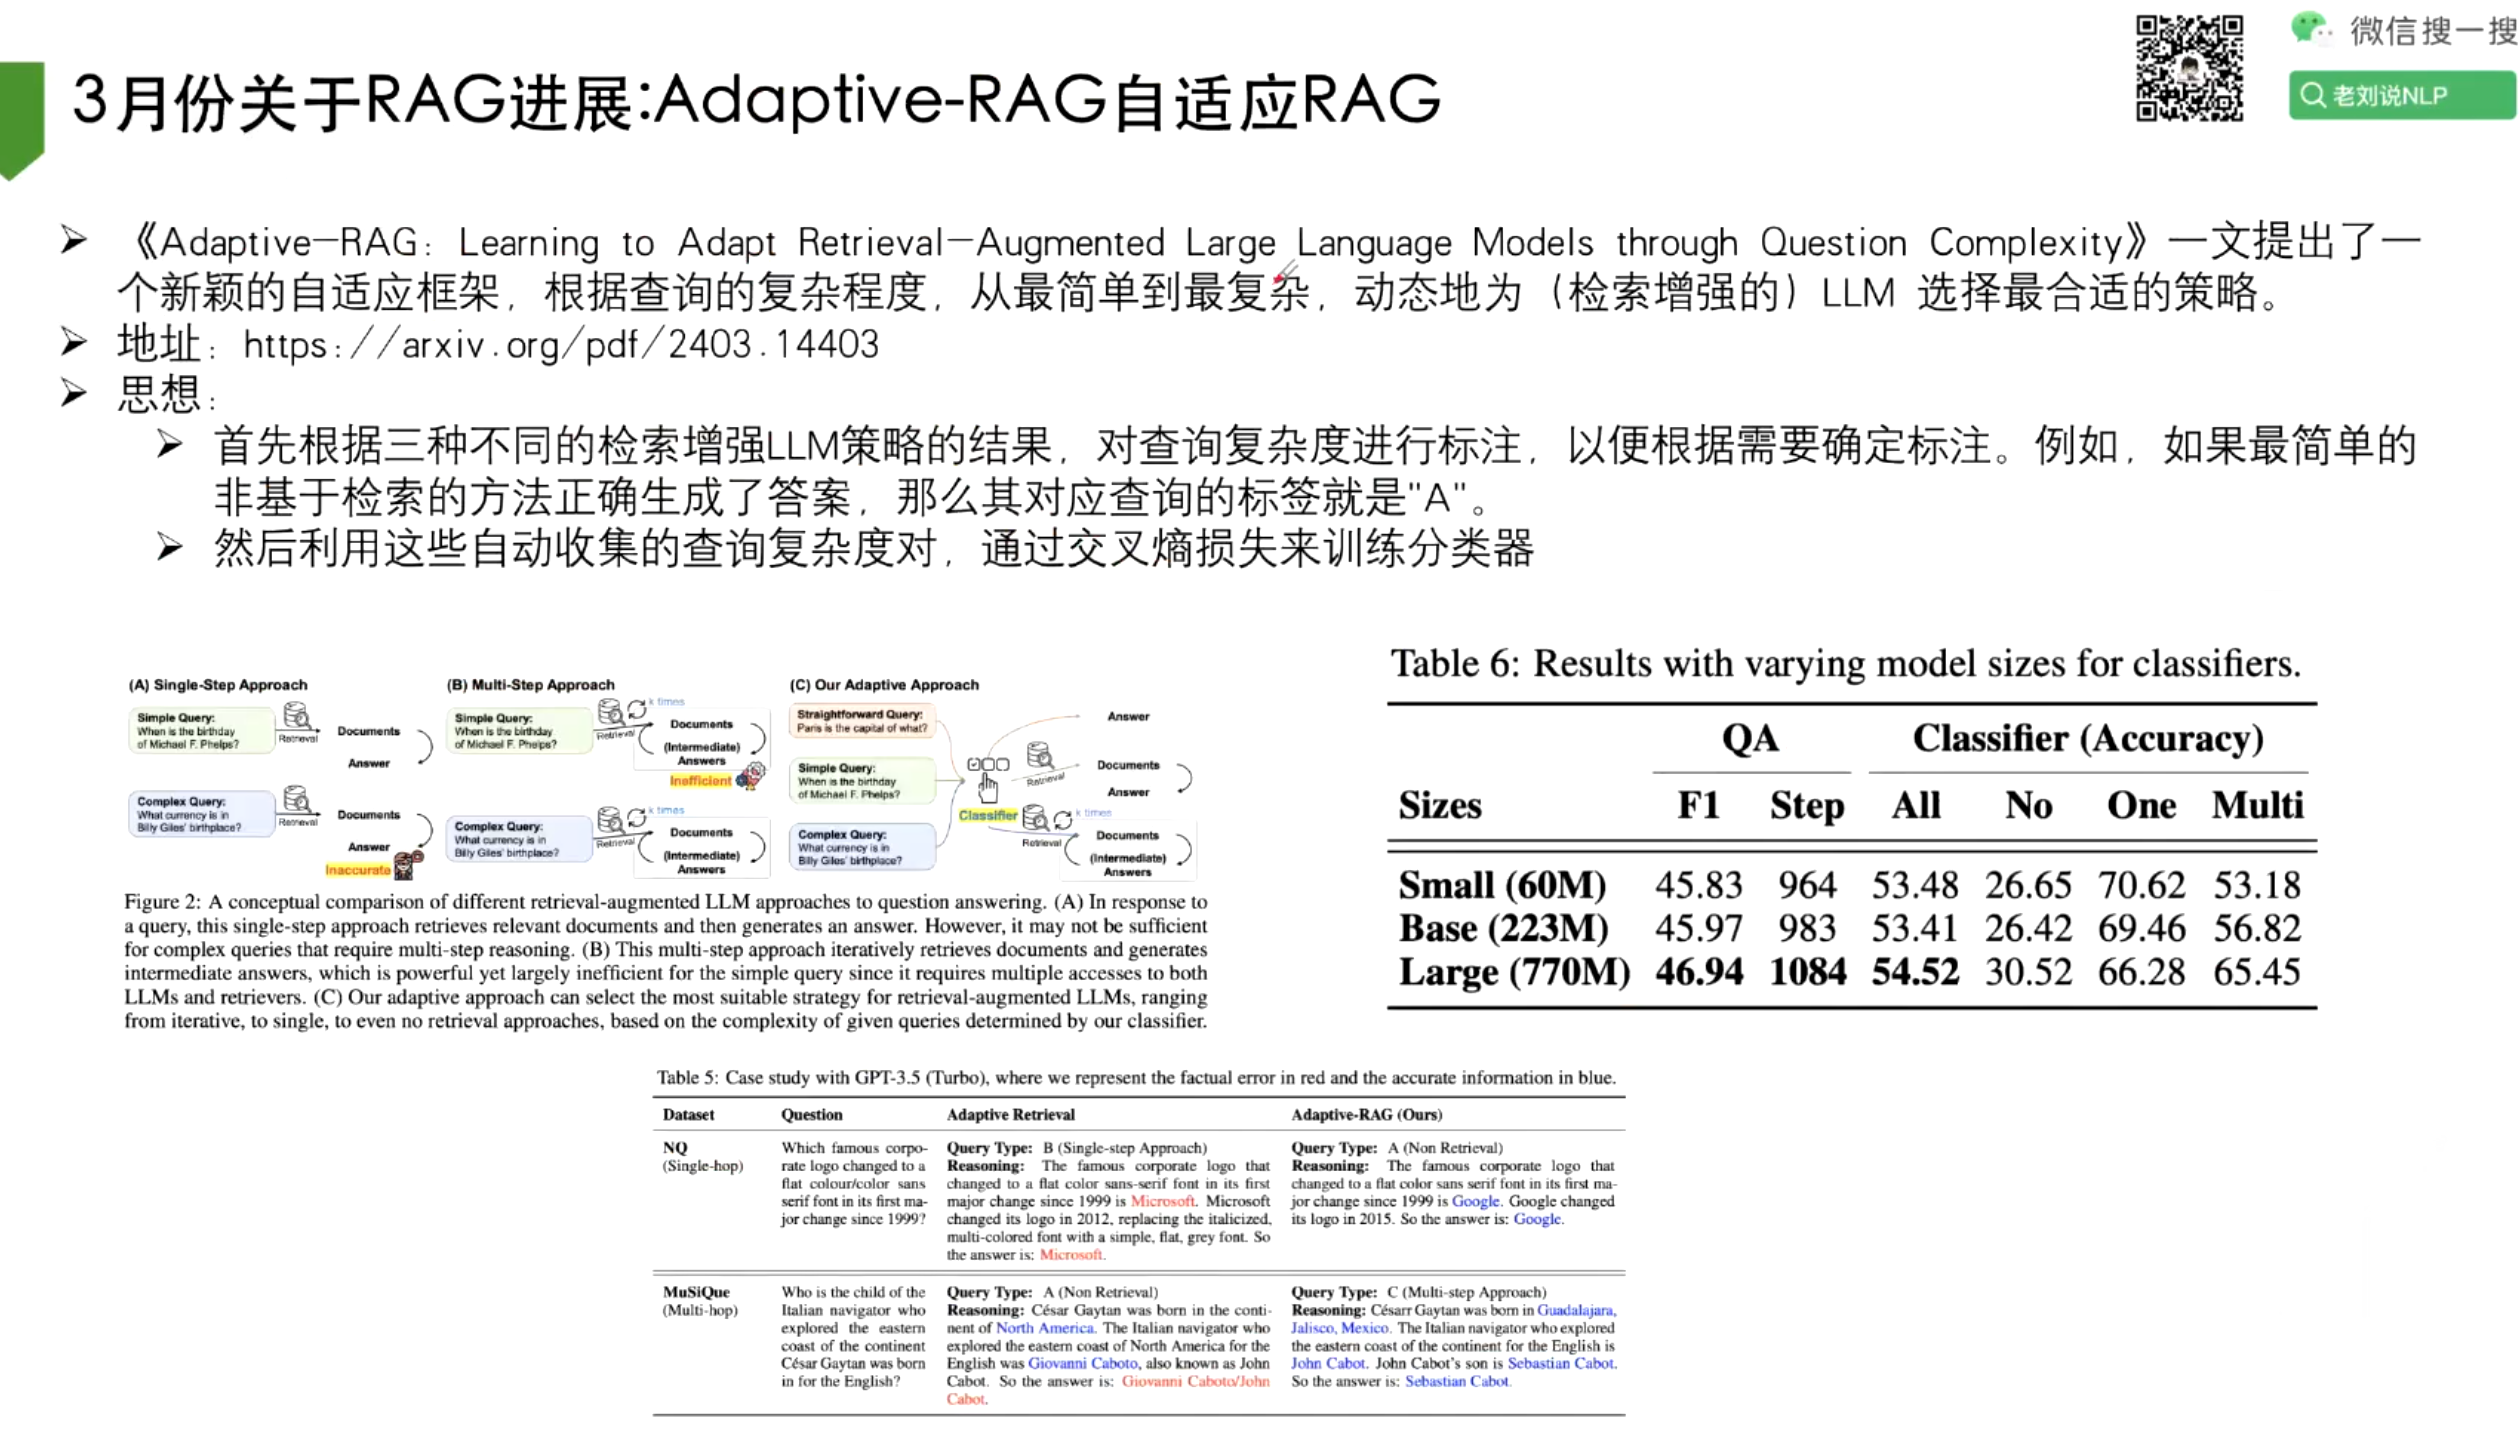 微信搜一搜
老刘说NLP
3月份关于RAG进展:Adaptive-RAG自适应RAG
《Adaptive-RAG: Learning to Adapt Retrieval-Augmented Large Language Models through Question Complexity》一文提出了一
个新颖的自适应框架，根据查询的复杂程度，从最简单到最复杂，动态地为（检索增强的）LLM 选择最合适的策略。
地址：https://arxiv.org/pdf/2403.14403
思想：
首先根据三种不同的检索增强LLM策略的结果，对查询复杂度进行标注，以便根据需要确定标注。例如，如果最简单的
非基于检索的方法正确生成了答案，那么其对应查询的标签就是"A"。
然后利用这些自动收集的查询复杂度对，通过交叉熵损失来训练分类器
(A) Single-Step Approach
Simple Query:
When is the birthday
of Michael F. Phelps?
Retrieval
Documents
Answer
Complex Query:
What currency is in
Billy Giles' birthplace?
Retrieval
Documents
Answer
Inaccurate
(B) Multi-Step Approach
Simple Query:
When is the birthday
of Michael F. Phelps?
Retrieval
k times
Documents
(Intermediate)
Answers
Inefficient
Complex Query:
What currency is in
Billy Giles' birthplace?
Retrieval
k times
Documents
(Intermediate)
Answers
(C) Our Adaptive Approach
Straightforward Query:
Paris is the capital of what?
Simple Query:
When is the birthday
of Michael F. Phelps?
Complex Query:
What currency is in
Billy Giles' birthplace?
Classifier
Answer
Retrieval
Documents
Answer
k times
Retrieval
Documents
(Intermediate)
Answers
Figure 2: A conceptual comparison of different retrieval-augmented LLM approaches to question answering. (A) In response to
a query, this single-step approach retrieves relevant documents and then generates an answer. However, it may not be sufficient
for complex queries that require multi-step reasoning. (B) This multi-step approach iteratively retrieves documents and generates
intermediate answers, which is powerful yet largely inefficient for the simple query since it requires multiple accesses to both
LLMs and retrievers. (C) Our adaptive approach can select the most suitable strategy for retrieval-augmented LLMs, ranging
from iterative, to single, to even no retrieval approaches, based on the complexity of given queries determined by our classifier.
Table 6: Results with varying model sizes for classifiers.
QA Classifier (Accuracy)
Sizes F1 Step All No One Multi
Small (60M) 45.83 964 53.48 26.65 70.62 53.18
Base (223M) 45.97 983 53.41 26.42 69.46 56.82
Large (770M) 46.94 1084 54.52 30.52 66.28 65.45
Table 5: Case study with GPT-3.5 (Turbo), where we represent the factual error in red and the accurate information in blue.
Dataset Question Adaptive Retrieval Adaptive-RAG (Ours)
NQ
(Single-hop)
Which famous corpo-
rate logo changed to a
flat colour/color sans
serif font in its first ma-
jor change since 1999?
Query Type: B (Single-step Approach)
Reasoning: The famous corporate logo that
changed to a flat color sans-serif font in its first
major change since 1999 is Microsoft. Microsoft
changed its logo in 2012, replacing the italicized,
multi-colored font with a simple, flat, grey font. So
the answer is: Microsoft.
Query Type: A (Non Retrieval)
Reasoning: The famous corporate logo that
changed to a flat color sans serif font in its first ma-
jor change since 1999 is Google. Google changed
its logo in 2015. So the answer is: Google.
MuSiQue
(Multi-hop)
Who is the child of the
Italian navigator who
explored the eastern
coast of the continent
César Gaytan was born
in for the English?
Query Type: A (Non Retrieval)
Reasoning: César Gaytan was born in the conti-
nent of North America. The Italian navigator who
explored the eastern coast of North America for the
English was Giovanni Caboto, also known as John
Cabot. So the answer is: Giovanni Caboto/John
Cabot.
Query Type: C (Multi-step Approach)
Reasoning: Césarr Gaytan was born in Guadalajara,
Jalisco, Mexico. The Italian navigator who explored
the eastern coast of the continent for the English is
John Cabot. John Cabot's son is Sebastian Cabot.
So the answer is: Sebastian Cabot.